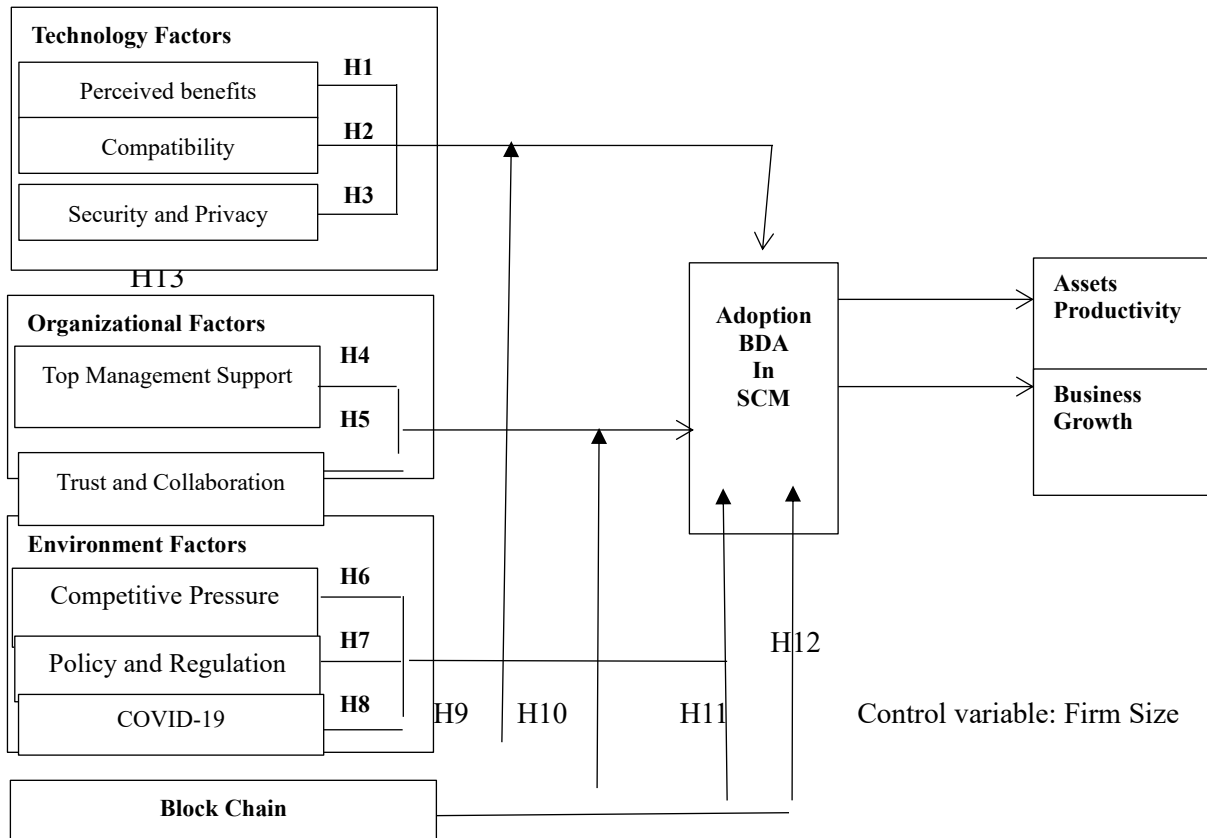 Technology Factors
H1
Perceived benefits
H2
Compatibility
H3
Security and Privacy
H13
Organizational Factors
H4
Top Management Support
H5
Trust and Collaboration
Environment Factors
H6
Competitive Pressure
H7
Policy and Regulation
H8
COVID-19
H9
H10
H11
H12
Block Chain
Adoption
BDA
In
SCM
Assets
Productivity
Business
Growth
Control variable: Firm Size